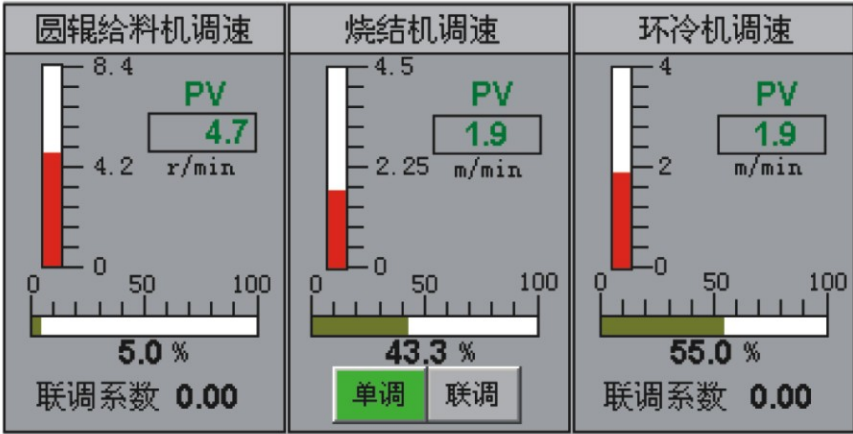 圆辊给料机调速
8.4
PV
4.7
4.2
r/min
0
0 50 100
5.0 %
联调系数 0.00
烧结机调速
4.5
PV
1.9
2.25
m/min
0
0 50 100
43.3 %
单调 联调
环冷机调速
4
PV
1.9
2
m/min
0
0 50 100
55.0 %
联调系数 0.00